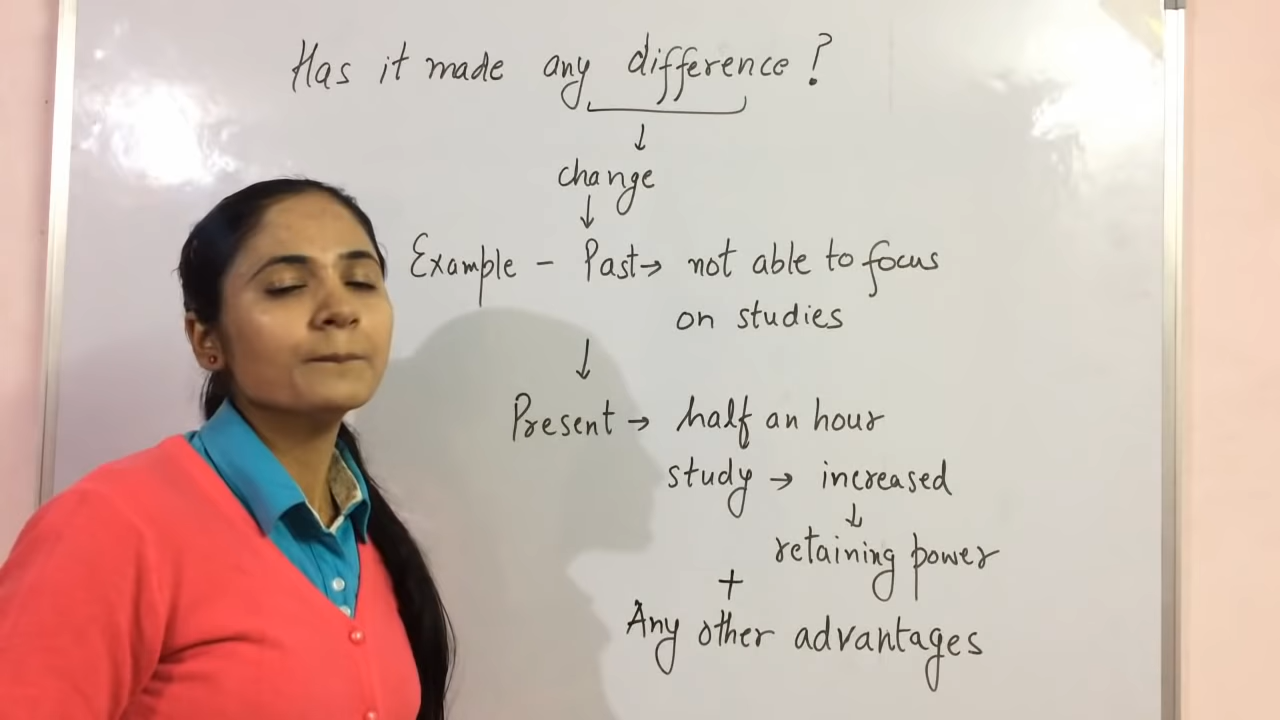 Has it made any difference?
↓
change
↓
Example - Past → not able to focus
on studies
↓
Present → half an hour
study → increased
↓
retaining power
+
Any other advantages